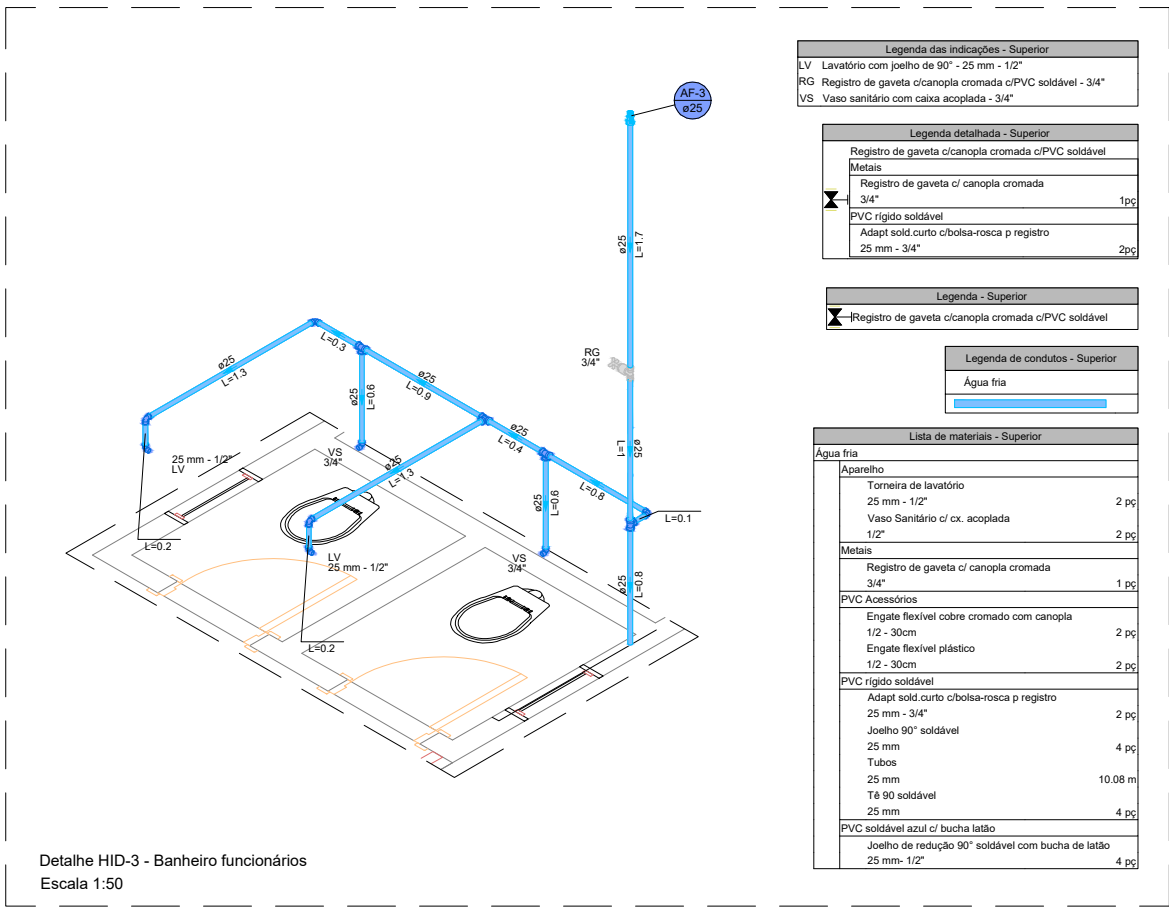 Legenda das indicações - Superior
LV Lavatório com joelho de 90° - 25 mm - 1/2"
RG Registro de gaveta c/canopla cromada c/PVC soldável - 3/4"
VS Vaso sanitário com caixa acoplada - 3/4"
AF-3
ø25
Legenda detalhada - Superior
Registro de gaveta c/canopla cromada c/PVC soldável
Metais
Registro de gaveta c/ canopla cromada
3/4" 1pç
PVC rígido soldável
Adapt sold.curto c/bolsa-rosca p registro
25 mm - 3/4" 2pç
Legenda - Superior
Registro de gaveta c/canopla cromada c/PVC soldável
Legenda de condutos - Superior
Água fria
Lista de materiais - Superior
Água fria
Aparelho
Torneira de lavatório
25 mm - 1/2" 2 pç
Vaso Sanitário c/ cx. acoplada
1/2" 2 pç
Metais
Registro de gaveta c/ canopla cromada
3/4" 1 pç
PVC Acessórios
Engate flexível cobre cromado com canopla
1/2 - 30cm 2 pç
Engate flexível plástico
1/2 - 30cm 2 pç
PVC rígido soldável
Adapt sold.curto c/bolsa-rosca p registro
25 mm - 3/4" 2 pç
Joelho 90° soldável
25 mm 4 pç
Tubos
25 mm 10.08 m
Tê 90 soldável
25 mm 4 pç
PVC soldável azul c/ bucha latão
Joelho de redução 90° soldável com bucha de latão
25 mm- 1/2" 4 pç
ø25
L=1.7
RG
3/4"
L=0.3
ø25
L=1.3
ø25
L=0.6
ø25
L=0.9
ø25
L=0.4
ø25
L=1
25 mm - 1/2"
LV
VS
3/4"
ø25
L=1.3
ø25
L=0.6
L=0.8
L=0.1
L=0.2
LV
25 mm - 1/2"
VS
3/4"
ø25
L=0.8
L=0.2
Detalhe HID-3 - Banheiro funcionários
Escala 1:50